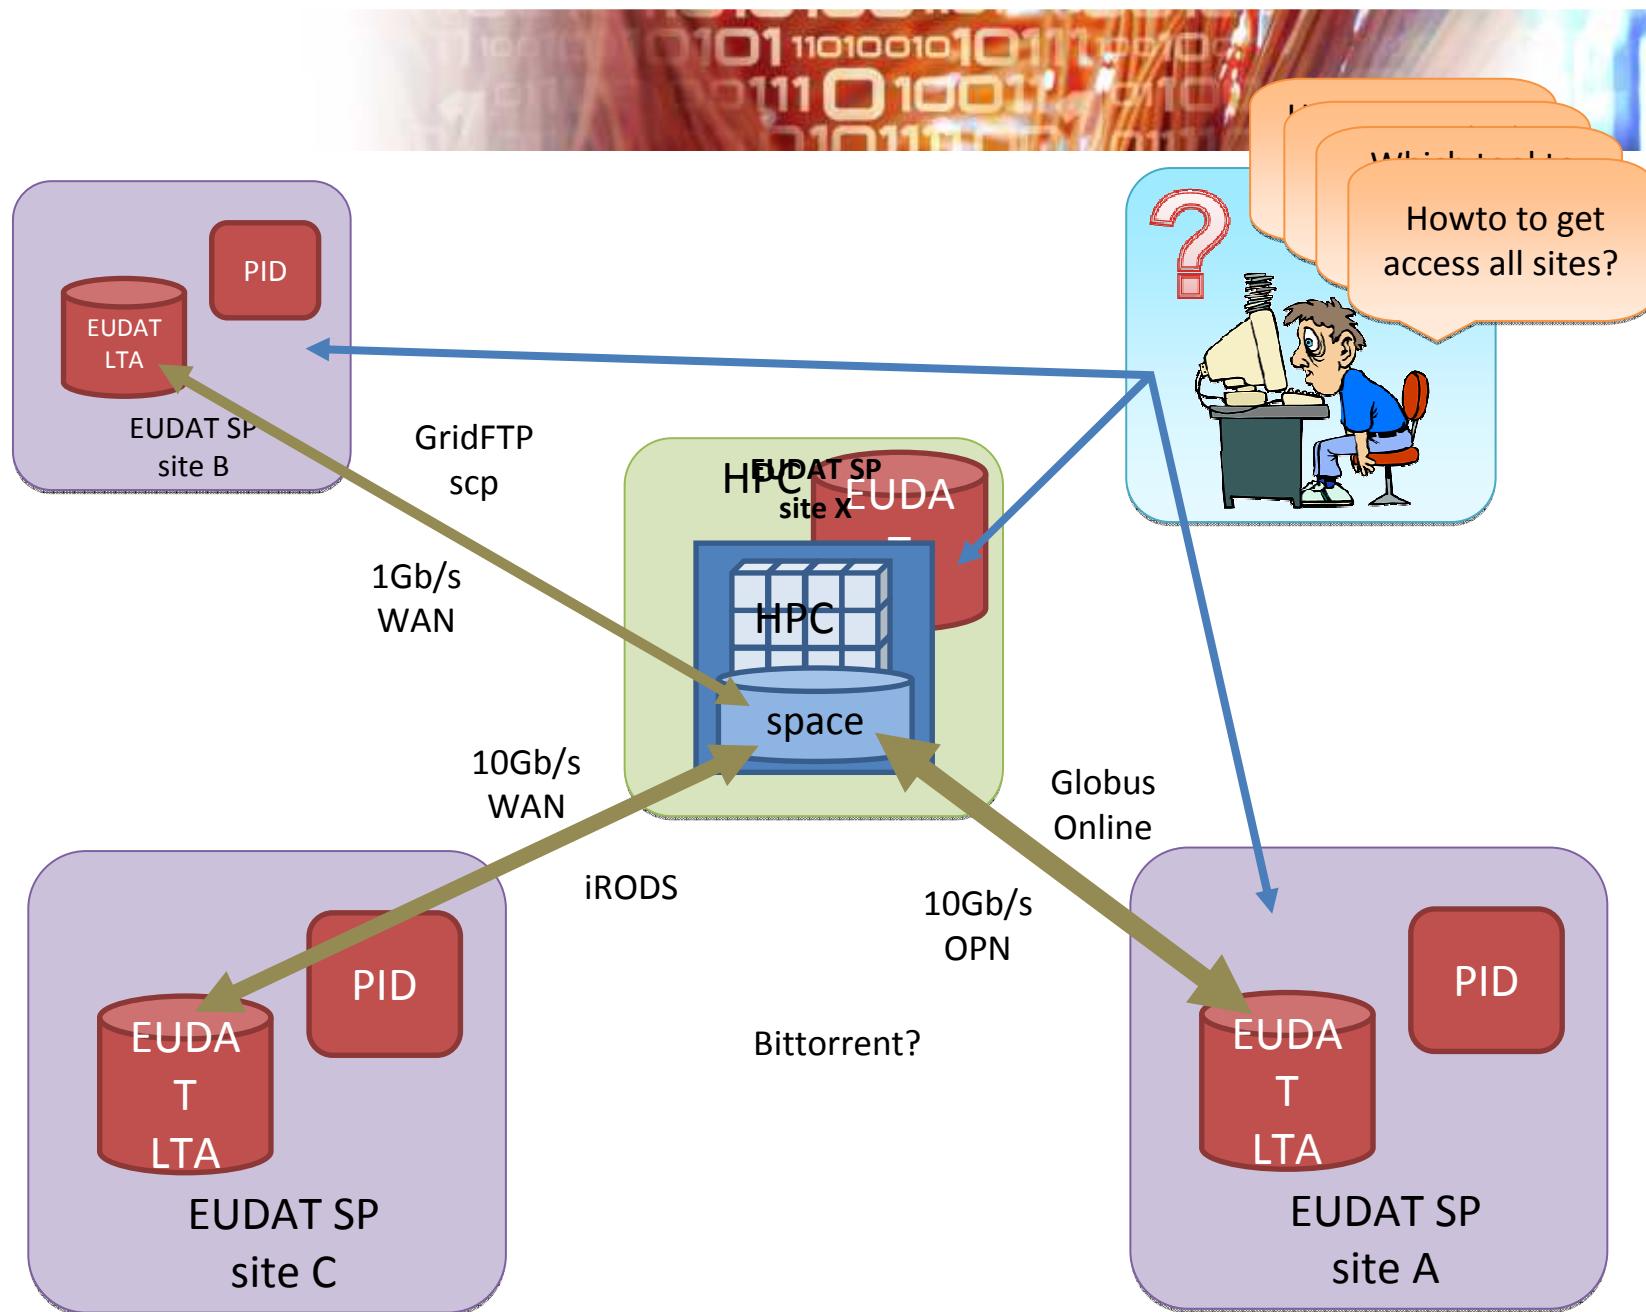 11010010
Howto to get
access all sites?
PID
EUDAT
LTA
EUDAT SP
site B
GridFTP
scp
1Gb/s
WAN
HPC
EUDAT SP
site X
EUDA
HPC
space
10Gb/s
WAN
Globus
Online
iRODS
10Gb/s
OPN
Bittorrent?
PID
EUDA
T
LTA
EUDAT SP
site C
PID
EUDA
T
LTA
EUDAT SP
site A